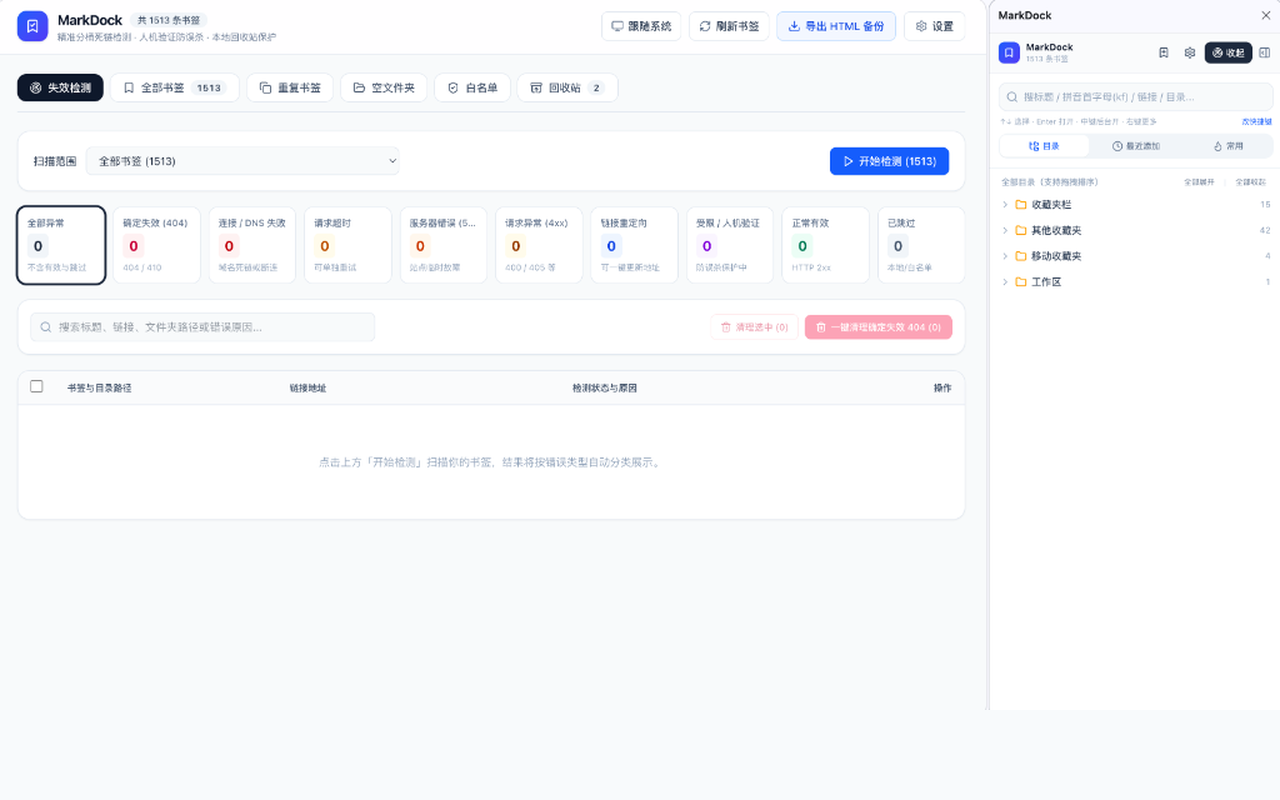 MarkDock 共 1513 条书签
精准分桶死链检测 · 人机验证防误杀 · 本地回收站保护
跟随系统 刷新书签 导出 HTML 备份 设置
失效检测 全部书签 1513 重复书签 空文件夹 白名单 回收站 2
扫描范围 全部书签 (1513) 开始检测 (1513)
全部异常 确定失效 (404) 连接 / DNS 失败 请求超时 服务器错误 (5... 请求异常 (4xx) 链接重定向 受限 / 人机验证 正常有效 已跳过
0 0 0 0 0 0 0 0 0 0
不含有效与跳过 404 / 410 域名死链或断连 可单独重试 站点临时故障 400 / 405 等 可一键更新地址 防误杀保护中 HTTP 2xx 本地/白名单
搜索标题、链接、文件夹路径或错误原因... 清理选中 (0) 一键清理确定失效 404 (0)
书签与目录路径 链接地址 检测状态与原因 操作
点击上方「开始检测」扫描你的书签，结果将按错误类型自动分类展示。
MarkDock
MarkDock
1513 条书签
收起
搜标题 / 拼音首字母(kf) / 链接 / 目录...
↑↓ 选择 · Enter 打开 · 中键后台开 · 右键更多 改快捷键
目录 最近添加 常用
全部目录（支持拖拽排序） 全部展开 全部收起
收藏夹栏 15
其他收藏夹 42
移动收藏夹 4
工作区 1